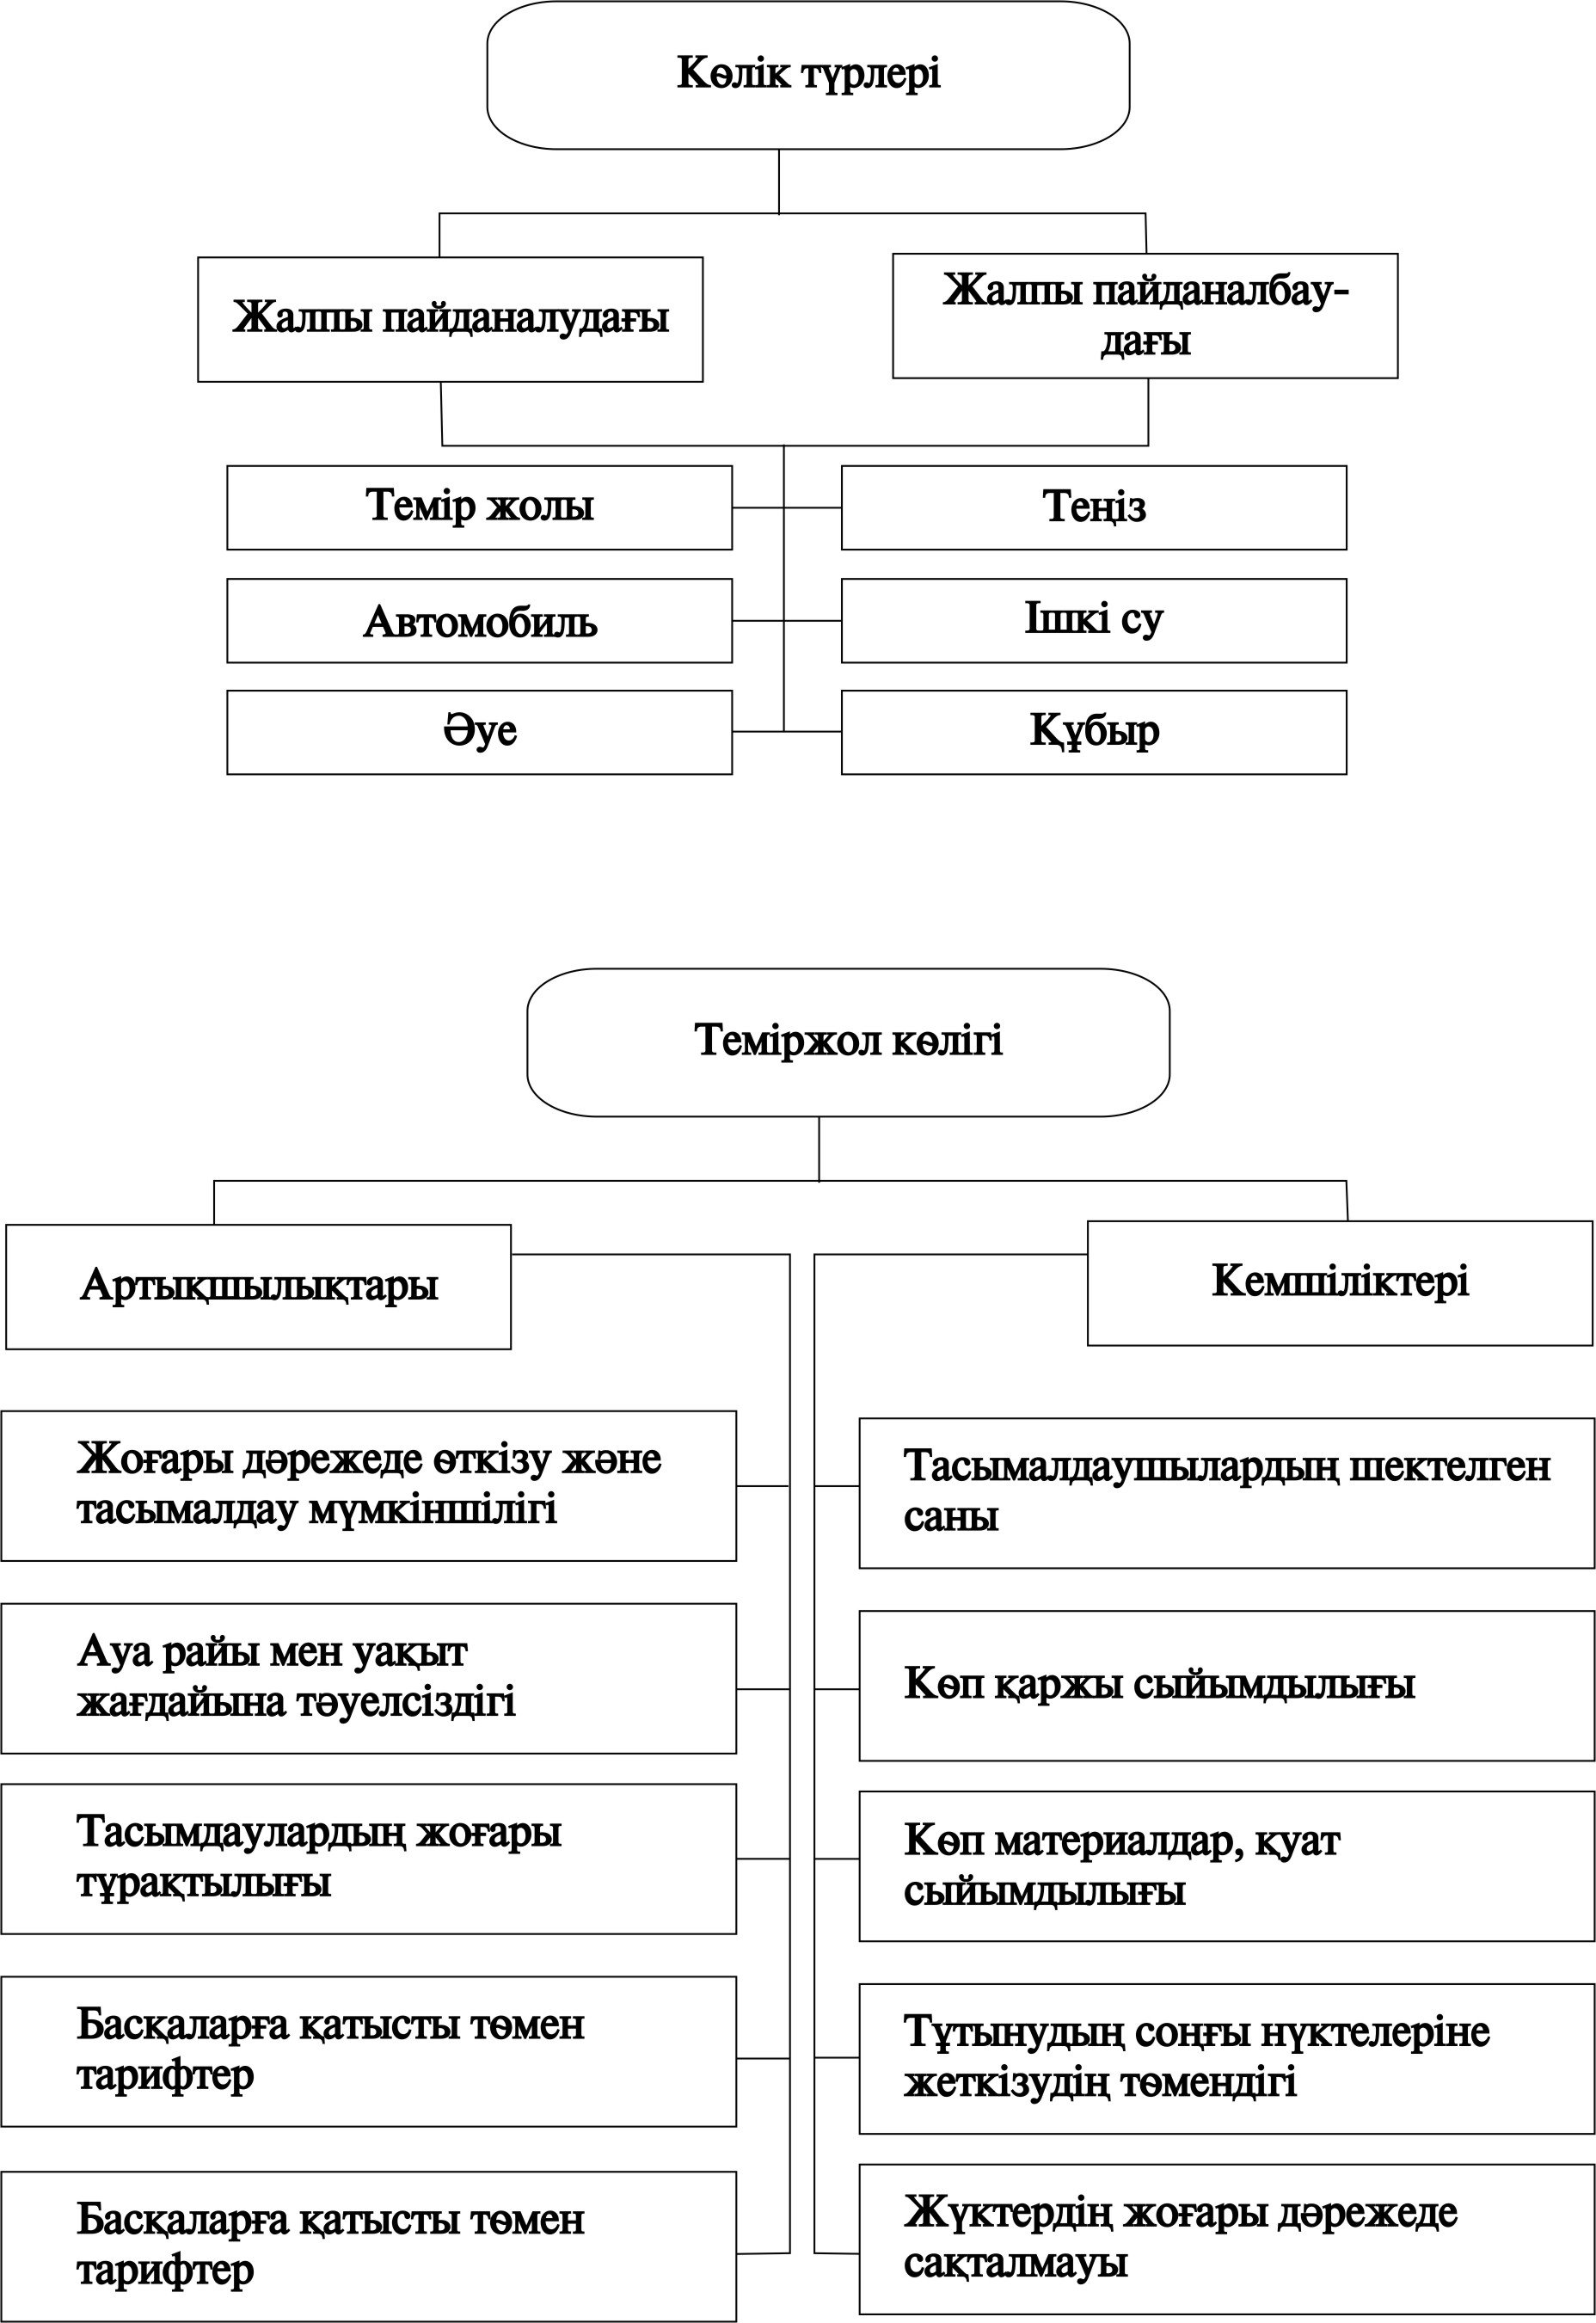 Көлік түрлері
Жалпы пайданалудағы
Жалпы пайданалбау-
дағы
Темір жолы
Теңіз
Автомобиль
Ішкі су
Әуе
Құбыр
Теміржол көлігі
Артықшылықтары
Кемшіліктері
Жоғары дәрежеде өткізу және
тасымалдау мүмкіншілігі
Тасымалдаушылардың шектелген
саны
Ауа райы мен уақыт
жағдайына тәуелсіздігі
Көп қаржы сыйымдылығы
Тасымдаулардың жоғары
тұрақтылығы
Көп материалдар, қуат
сыйымдылығы
Басқаларға қатысты төмен
тарифтер
Тұтынудың соңғы нүктелеріне
жеткізудің төмендігі
Басқаларға қатысты төмен
тарифтер
Жүктердің жоғары дәрежеде
сақталмауы